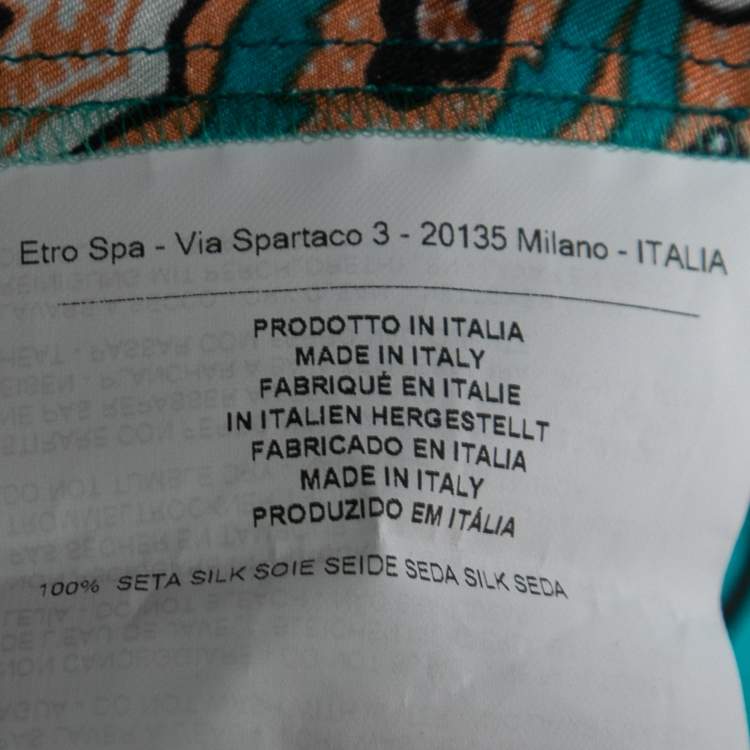 Etro Spa - Via Spartaco 3 - 20135 Milano - ITALIA
PRODOTTO IN ITALIA
MADE IN ITALY
FABRIQUÉ EN ITALIE
IN ITALIEN HERGESTELLT
FABRICADO EN ITALIA
MADE IN ITALY
PRODUZIDO EM ITÁLIA
100% SETA SILK SOIE SEIDE SEDA SILK SEDA